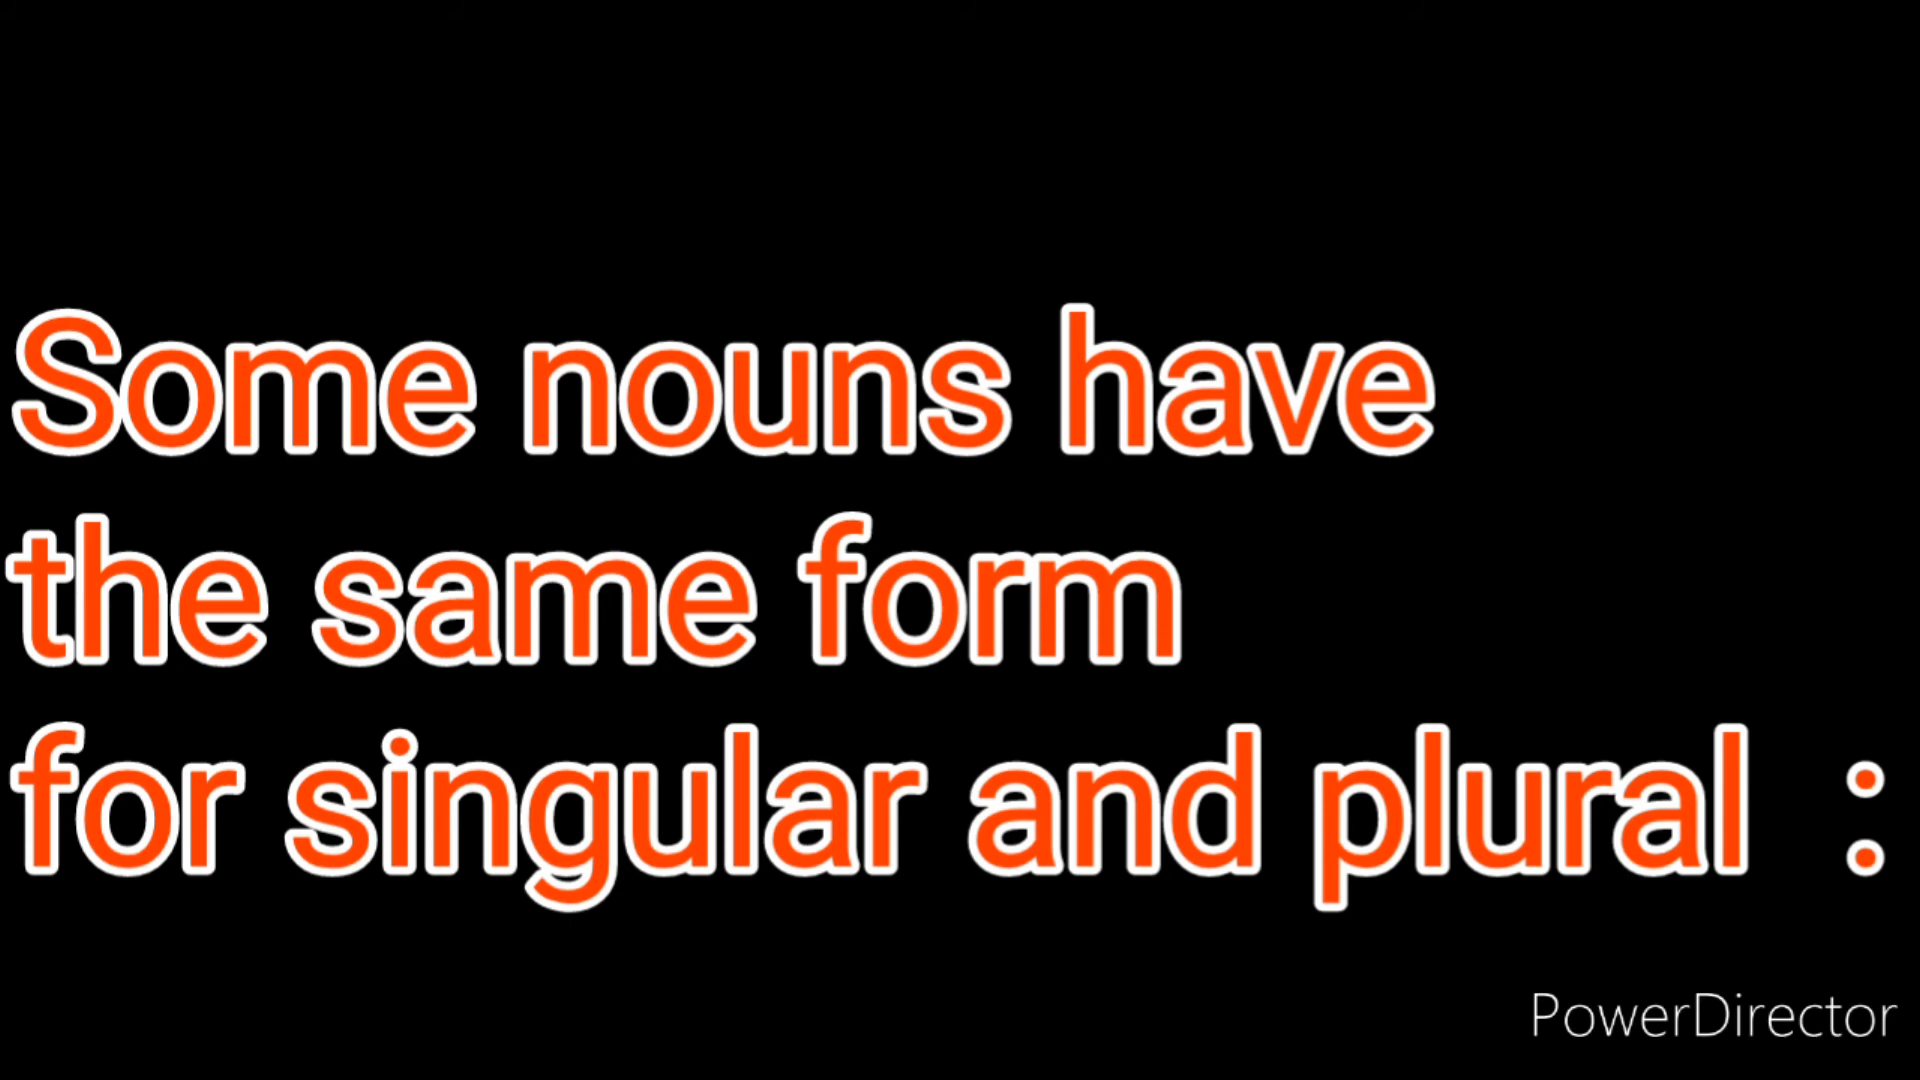 Some nouns have
the same form
for singular and plural :
PowerDirector